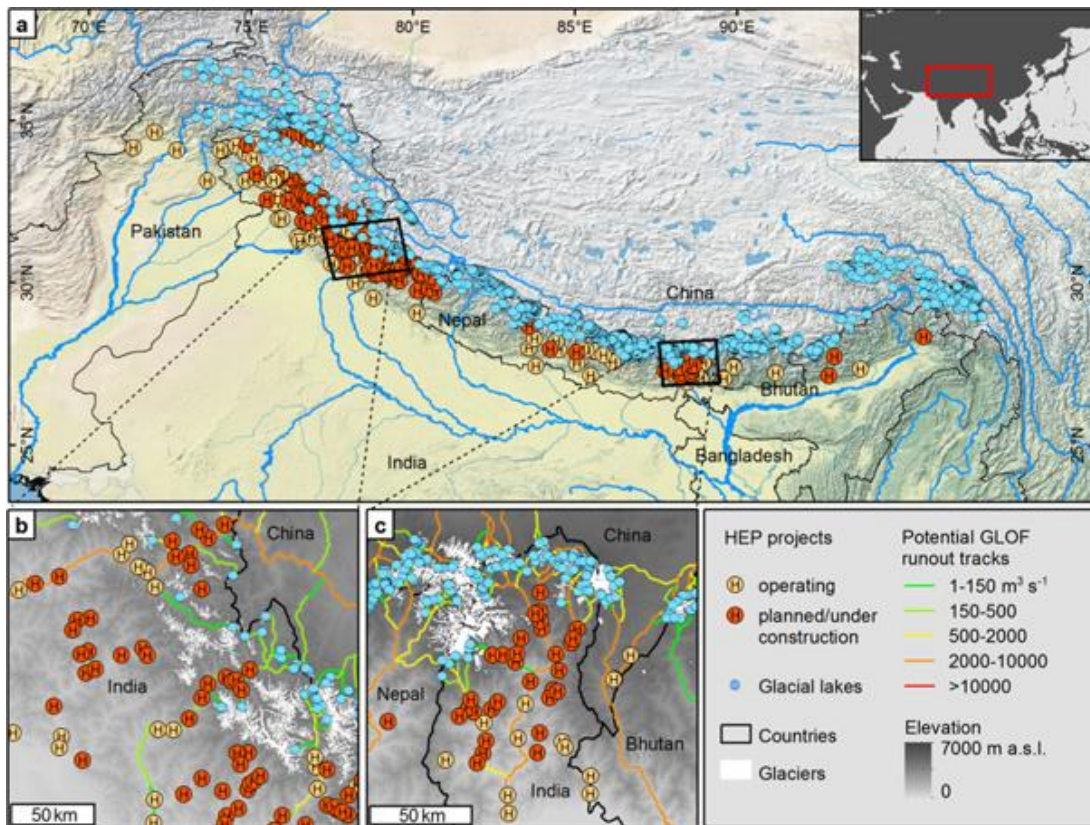 70°E
80°E
85°E
90°E
a
35°N
30°N
25°N
Pakistan
China
Nepal
Bhutan
India
Bangladesh
30°N
25°N
b
China
India
50 km
c
China
Nepal
Bhutan
India
50 km
HEP projects
H operating
H planned/under
construction
Glacial lakes
Countries
Glaciers
Potential GLOF
runout tracks
1-150 m³ s⁻¹
150-500
500-2000
2000-10000
>10000
Elevation
7000 m a.s.l.
0